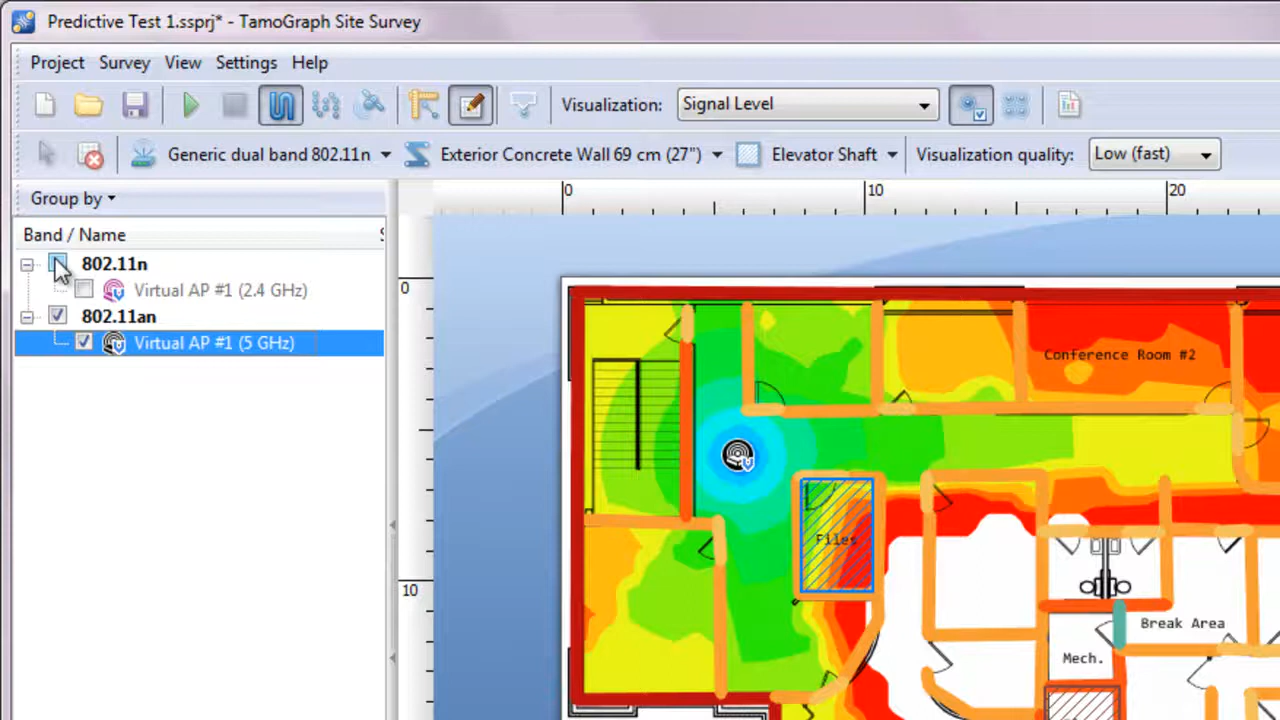 Predictive Test 1.ssprj* - TamoGraph Site Survey
Project Survey View Settings Help
Visualization: Signal Level
Generic dual band 802.11n Exterior Concrete Wall 69 cm (27") Elevator Shaft Visualization quality: Low (fast)
Group by
0 10 20
Band / Name S
802.11n
Virtual AP #1 (2.4 GHz)
0
802.11an
Virtual AP #1 (5 GHz)
Conference Room #2
Files
10
Break Area
Mech.